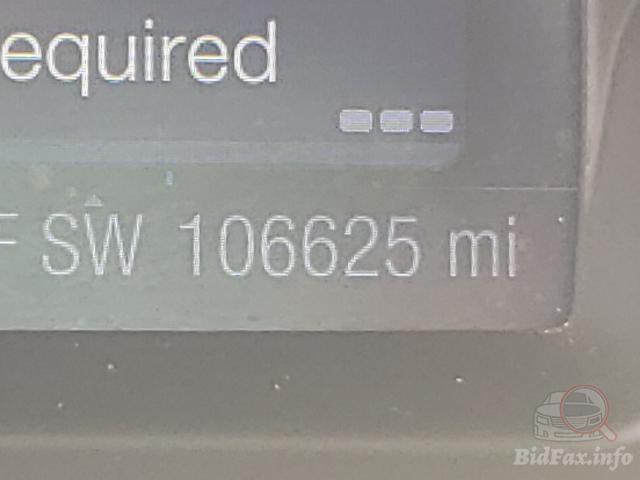 equired
F SW 106625 mi
BidFax.info